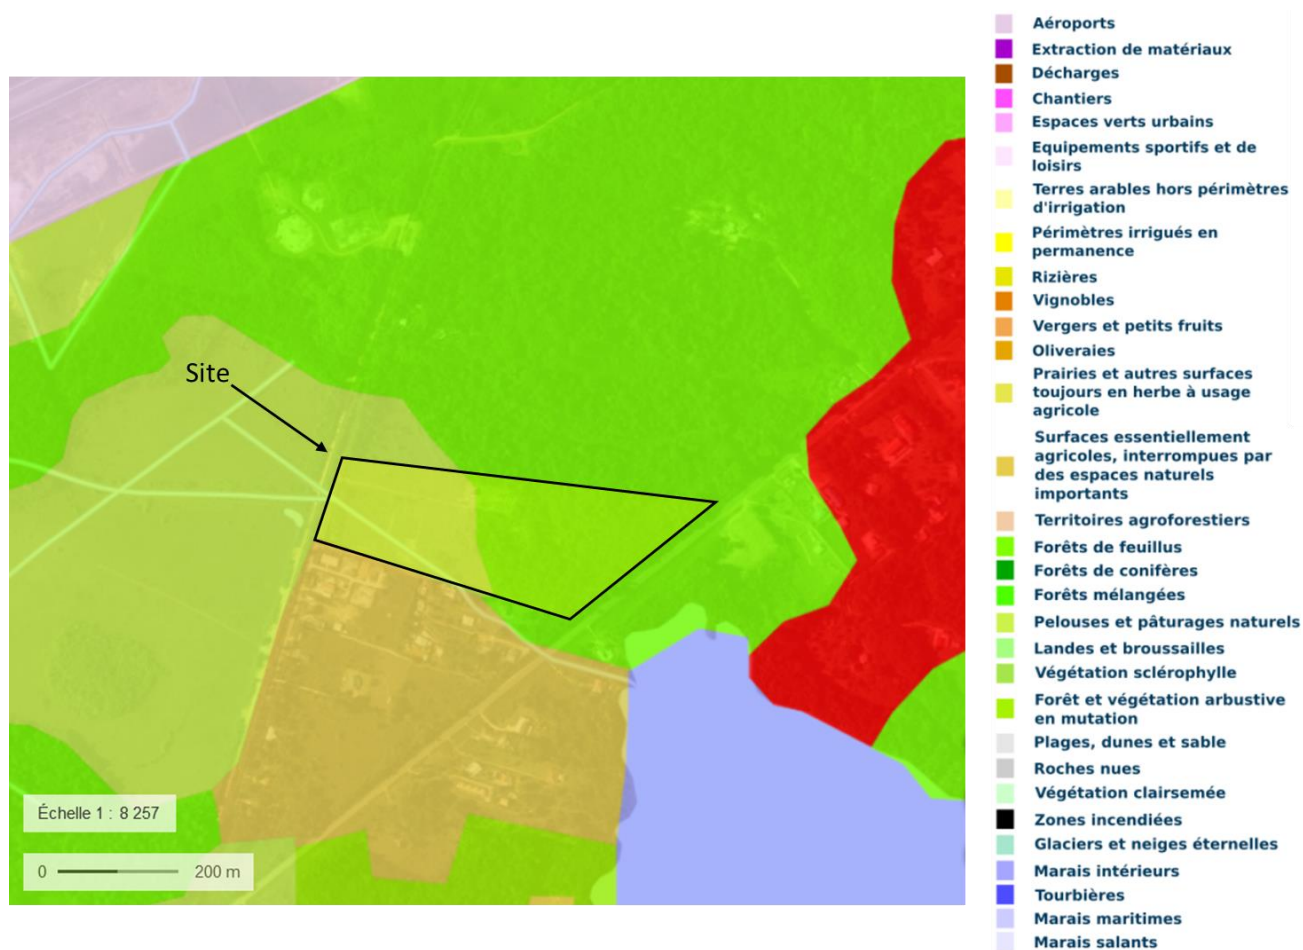 Aéroports
Extraction de matériaux
Décharges
Chantiers
Espaces verts urbains
Equipements sportifs et de
loisirs
Terres arables hors périmètres
d'irrigation
Périmètres irrigués en
permanence
Rizières
Vignobles
Vergers et petits fruits
Oliveraies
Prairies et autres surfaces
toujours en herbe à usage
agricole
Surfaces essentiellement
agricoles, interrompues par
des espaces naturels
importants
Territoires agroforestiers
Forêts de feuillus
Forêts de conifères
Forêts mélangées
Pelouses et pâturages naturels
Landes et broussailles
Végétation sclérophylle
Forêt et végétation arbustive
en mutation
Plages, dunes et sable
Roches nues
Végétation clairsemée
Zones incendiées
Glaciers et neiges éternelles
Marais intérieurs
Tourbières
Marais maritimes
Marais salants
Site
Échelle 1 : 8 257
0 200 m